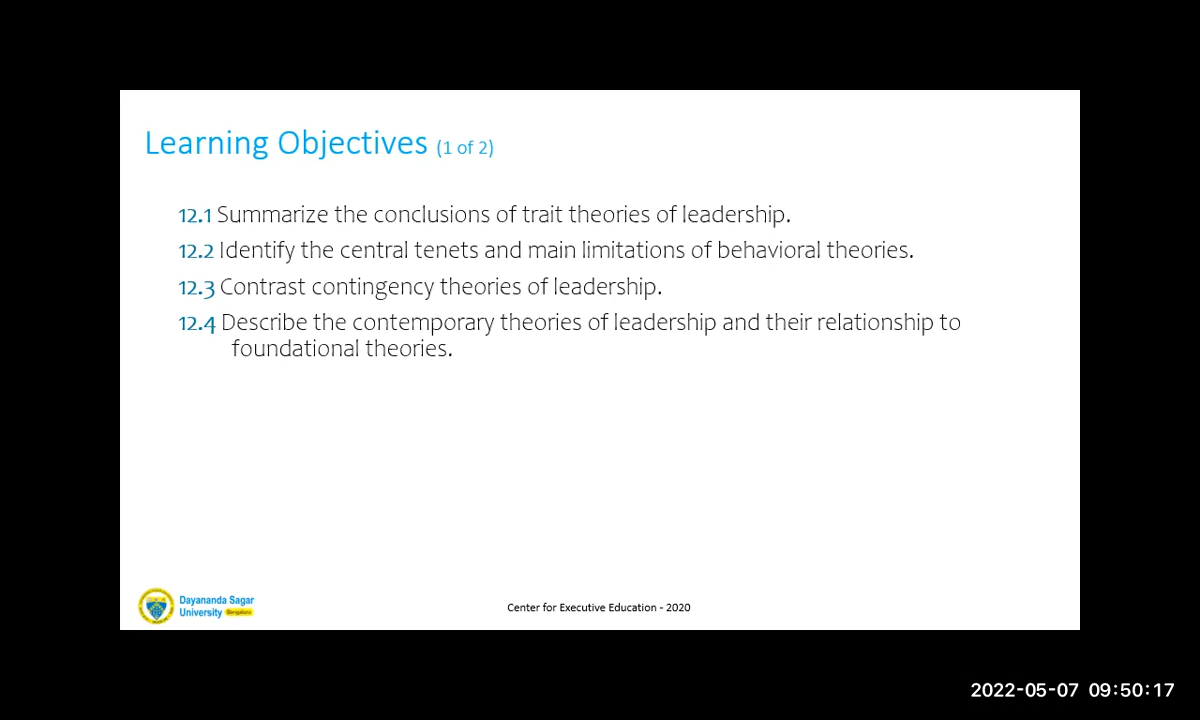 Learning Objectives (1 of 2)
12.1 Summarize the conclusions of trait theories of leadership.
12.2 Identify the central tenets and main limitations of behavioral theories.
12.3 Contrast contingency theories of leadership.
12.4 Describe the contemporary theories of leadership and their relationship to
foundational theories.
Dayananda Sagar
University Bengaluru
Center for Executive Education - 2020
2022-05-07 09:50:17